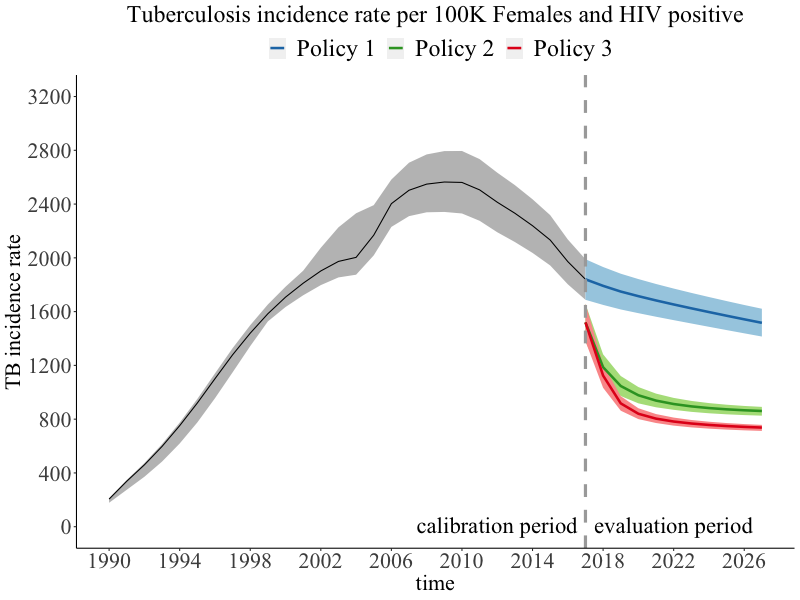 Tuberculosis incidence rate per 100K Females and HIV positive
Policy 1 Policy 2 Policy 3
TB incidence rate
3200
2800
2400
2000
1600
1200
800
400
0
calibration period evaluation period
1990 1994 1998 2002 2006 2010 2014 2018 2022 2026
time